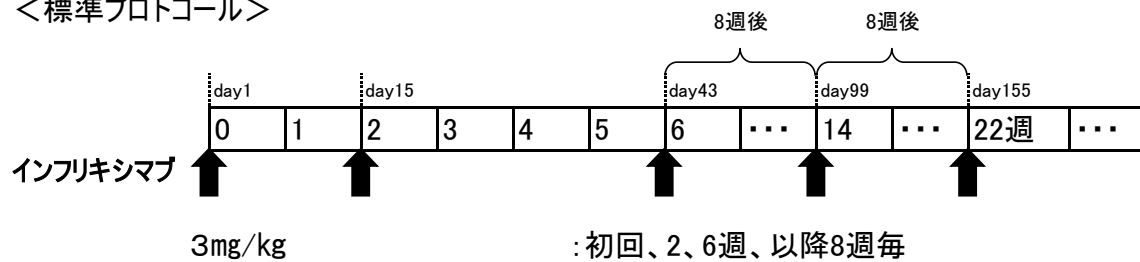 ＜標準プロトコール＞
8週後 8週後
day1 day15 day43 day99 day155
0 1 2 3 4 5 6 ・・・ 14 ・・・ 22週 ・・・
インフリキシマブ
３mg/kg :初回、2、6週、以降8週毎